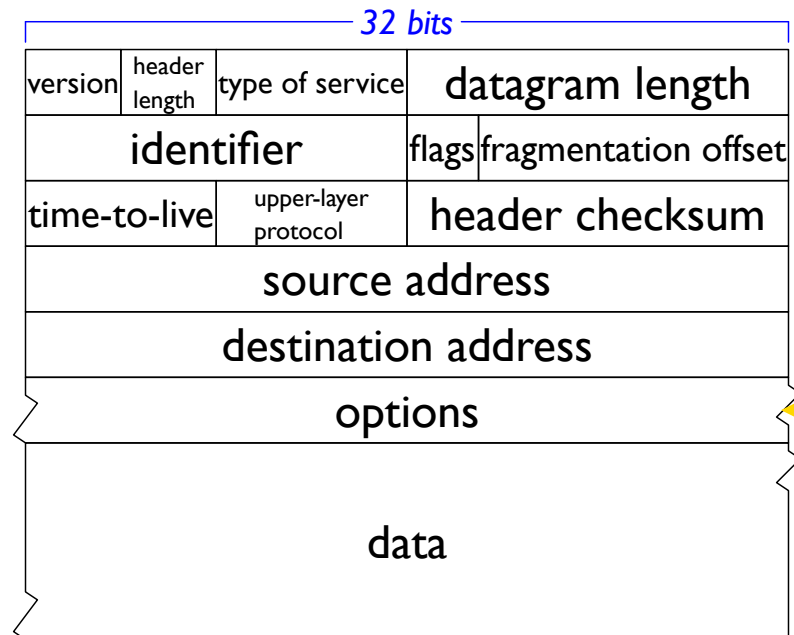 32 bits
version
header
length
type of service
datagram length
identifier
flags
fragmentation offset
time-to-live
upper-layer
protocol
header checksum
source address
destination address
options
data